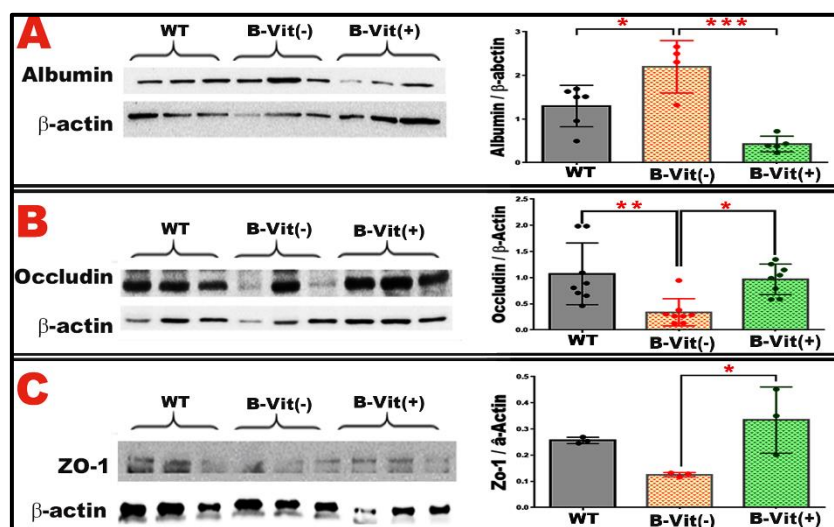 A
WT B-Vit(-) B-Vit(+)
Albumin
β-actin
Albumin / β-abctin
3
2
1
0
* ***
WT B-Vit(-) B-Vit(+)
B
WT B-Vit(-) B-Vit(+)
Occludin
β-actin
Occludin / β-Actin
2.5
2.0
1.5
1.0
0.5
0.0
** *
WT B-Vit(-) B-Vit(+)
C
WT B-Vit(-) B-Vit(+)
ZO-1
β-actin
Zo-1 / â-Actin
0.5
0.4
0.3
0.2
0.1
0.0
*
WT B-Vit(-) B-Vit(+)